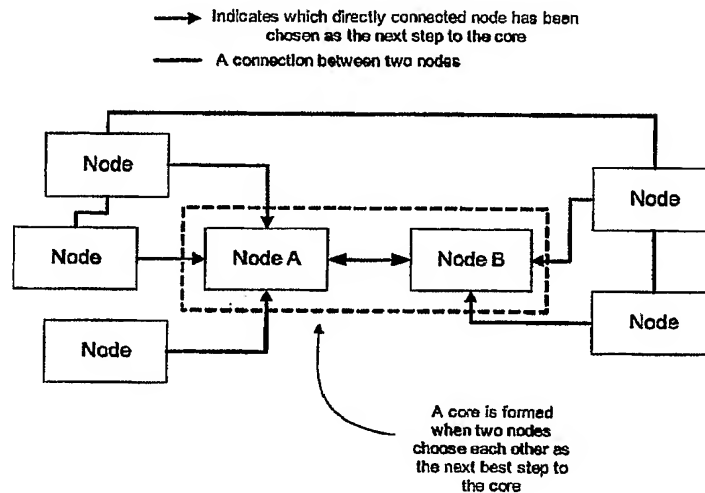 Indicates which directly connected node has been
chosen as the next step to the core
A connection between two nodes
Node
Node
Node
Node A
Node B
Node
Node
Node
A core is formed
when two nodes
choose each other as
the next best step to
the core